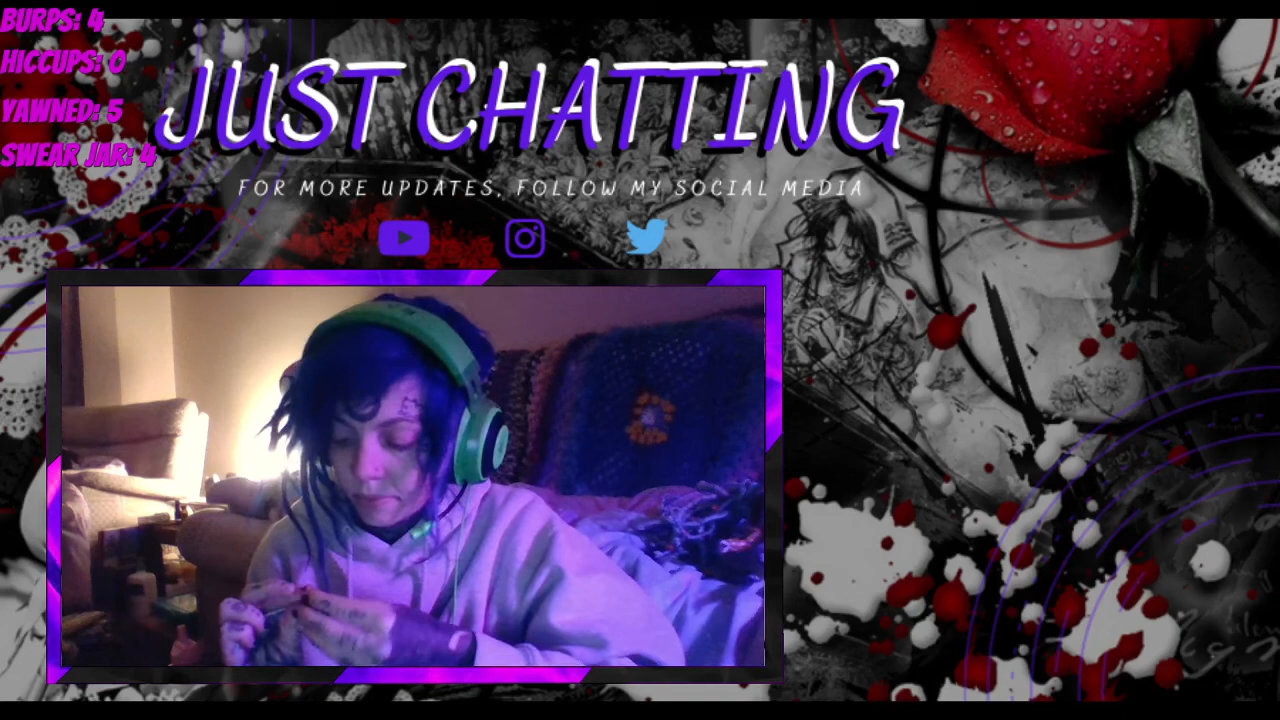 BURPS: 4
HICCUPS: 0
YAWNED: 5
SWEAR JAR: 4
JUST CHATTING
FOR MORE UPDATES, FOLLOW MY SOCIAL MEDIA